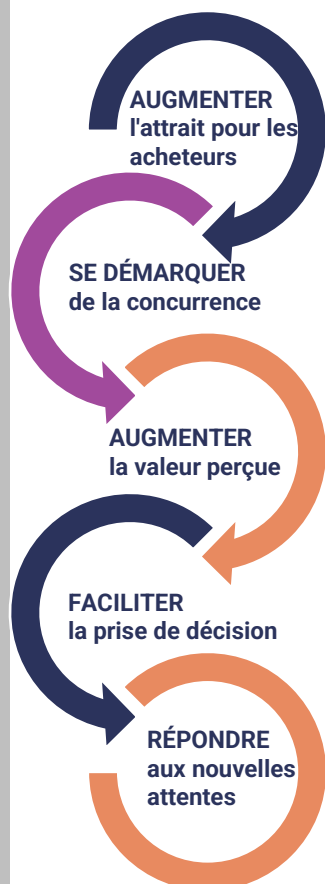 AUGMENTER
l'attrait pour les
acheteurs
SE DÉMARQUER
de la concurrence
AUGMENTER
la valeur perçue
FACILITER
la prise de décision
RÉPONDRE
aux nouvelles
attentes